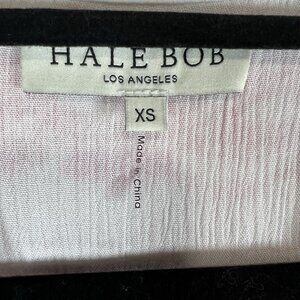 HALE BOB
LOS ANGELES
XS
Made in China